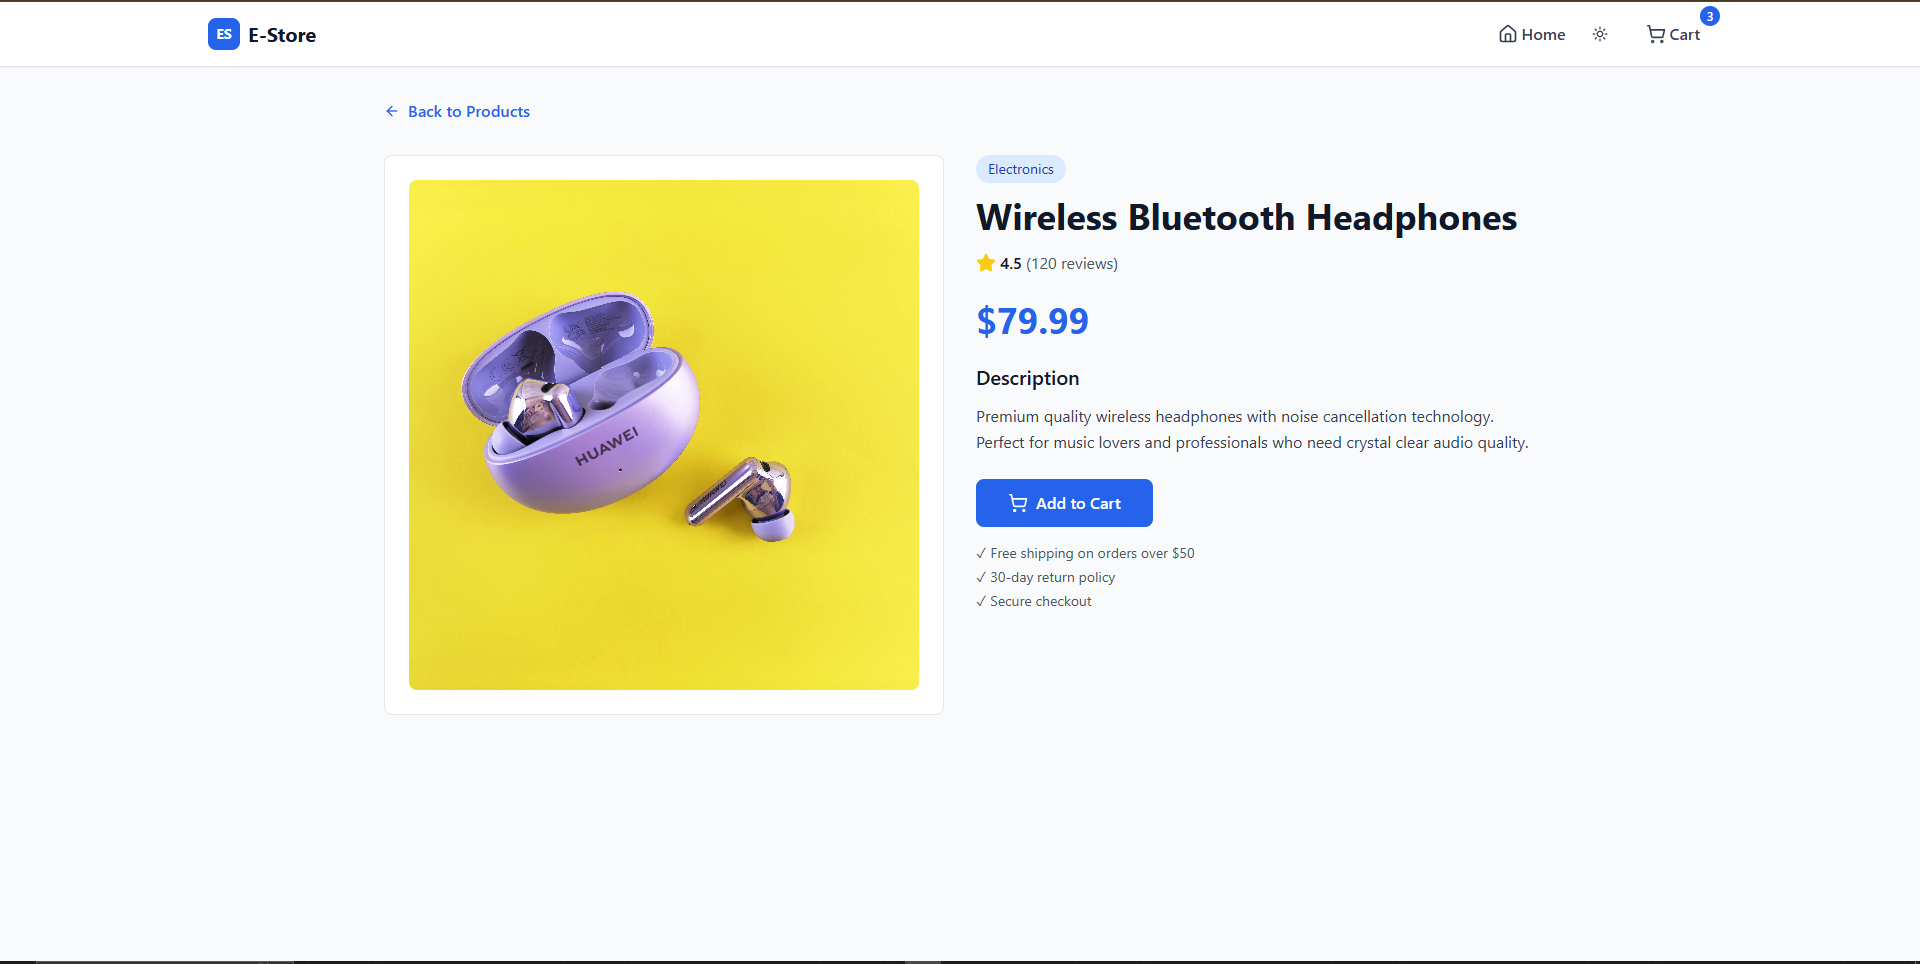 ES E-Store
Home
Cart
3
Back to Products
HUAWEI
Electronics
Wireless Bluetooth Headphones
4.5 (120 reviews)
$79.99
Description
Premium quality wireless headphones with noise cancellation technology.
Perfect for music lovers and professionals who need crystal clear audio quality.
Add to Cart
✓ Free shipping on orders over $50
✓ 30-day return policy
✓ Secure checkout